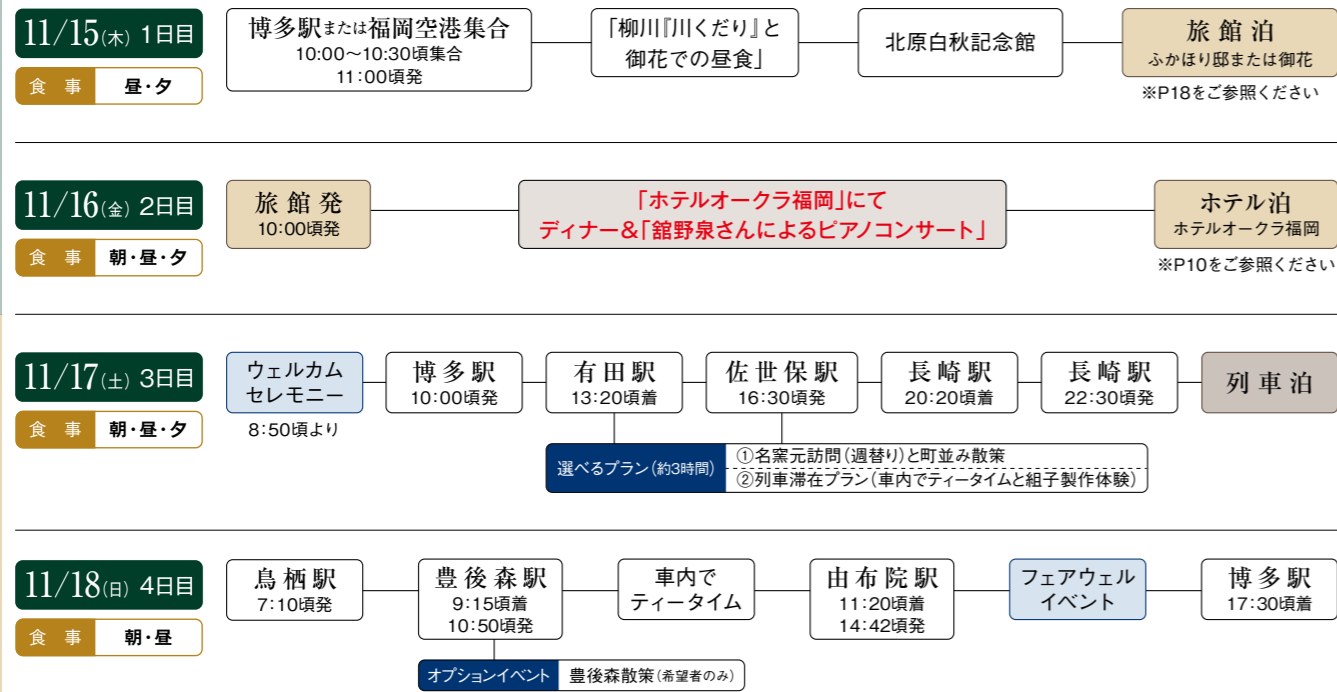 11/15(木) 1日目
食 事 昼・夕
博多駅または福岡空港集合
10:00～10:30頃集合
11:00頃発
「柳川『川くだり』と
御花での昼食」
北原白秋記念館
旅館泊
ふかほり邸または御花
※P18をご参照ください
11/16(金) 2日目
食 事 朝・昼・夕
旅館発
10:00頃発
「ホテルオークラ福岡」にて
ディナー&「舘野泉さんによるピアノコンサート」
ホテル泊
ホテルオークラ福岡
※P10をご参照ください
11/17(土) 3日目
食 事 朝・昼・夕
ウェルカム
セレモニー
8:50頃より
博多駅
10:00頃発
有田駅
13:20頃着
佐世保駅
16:30頃発
長崎駅
20:20頃着
長崎駅
22:30頃発
列車泊
選べるプラン(約3時間)
①名窯元訪問(週替り)と町並み散策
②列車滞在プラン(車内でティータイムと組子製作体験)
11/18(日) 4日目
食 事 朝・昼
鳥栖駅
7:10頃発
豊後森駅
9:15頃着
10:50頃発
車内で
ティータイム
由布院駅
11:20頃着
14:42頃発
フェアウェル
イベント
博多駅
17:30頃着
オプションイベント 豊後森散策(希望者のみ)